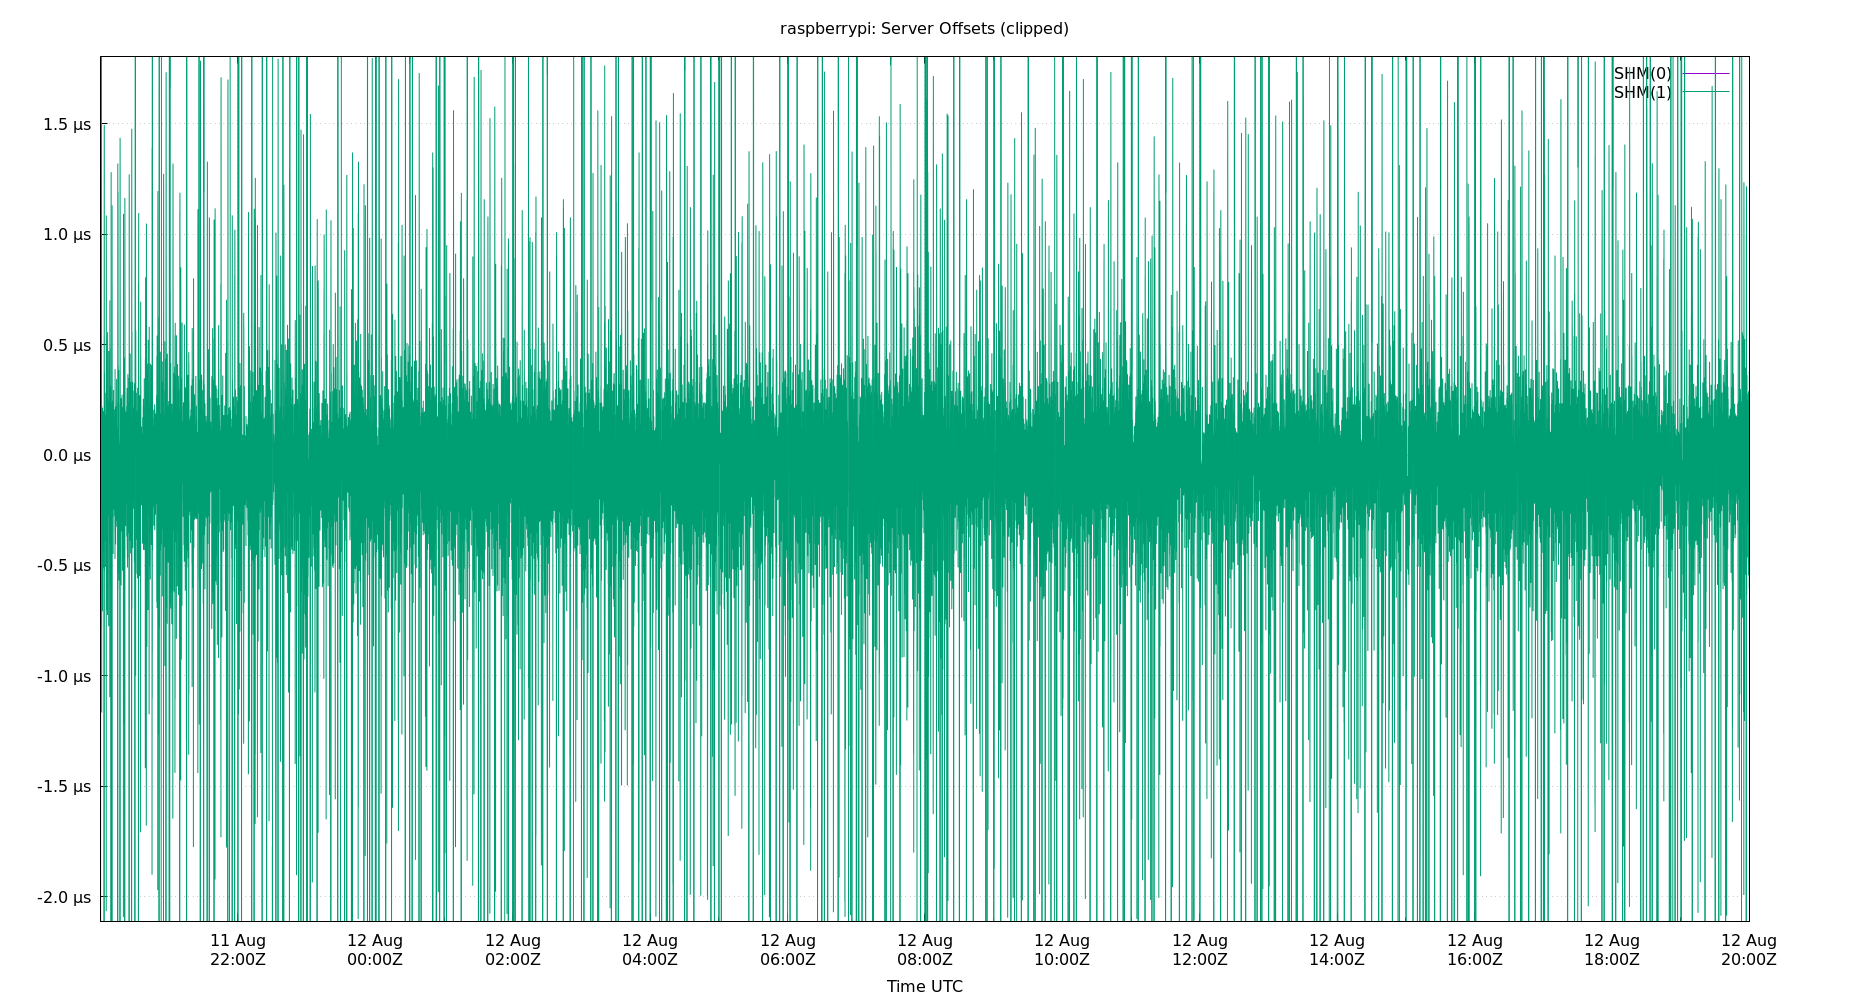 raspberrypi: Server Offsets (clipped)
SHM(0)
SHM(1)
1.5 µs
1.0 µs
0.5 µs
0.0 µs
-0.5 µs
-1.0 µs
-1.5 µs
-2.0 µs
11 Aug 12 Aug 12 Aug 12 Aug 12 Aug 12 Aug 12 Aug 12 Aug 12 Aug 12 Aug 12 Aug 12 Aug
22:00Z 00:00Z 02:00Z 04:00Z 06:00Z 08:00Z 10:00Z 12:00Z 14:00Z 16:00Z 18:00Z 20:00Z
Time UTC